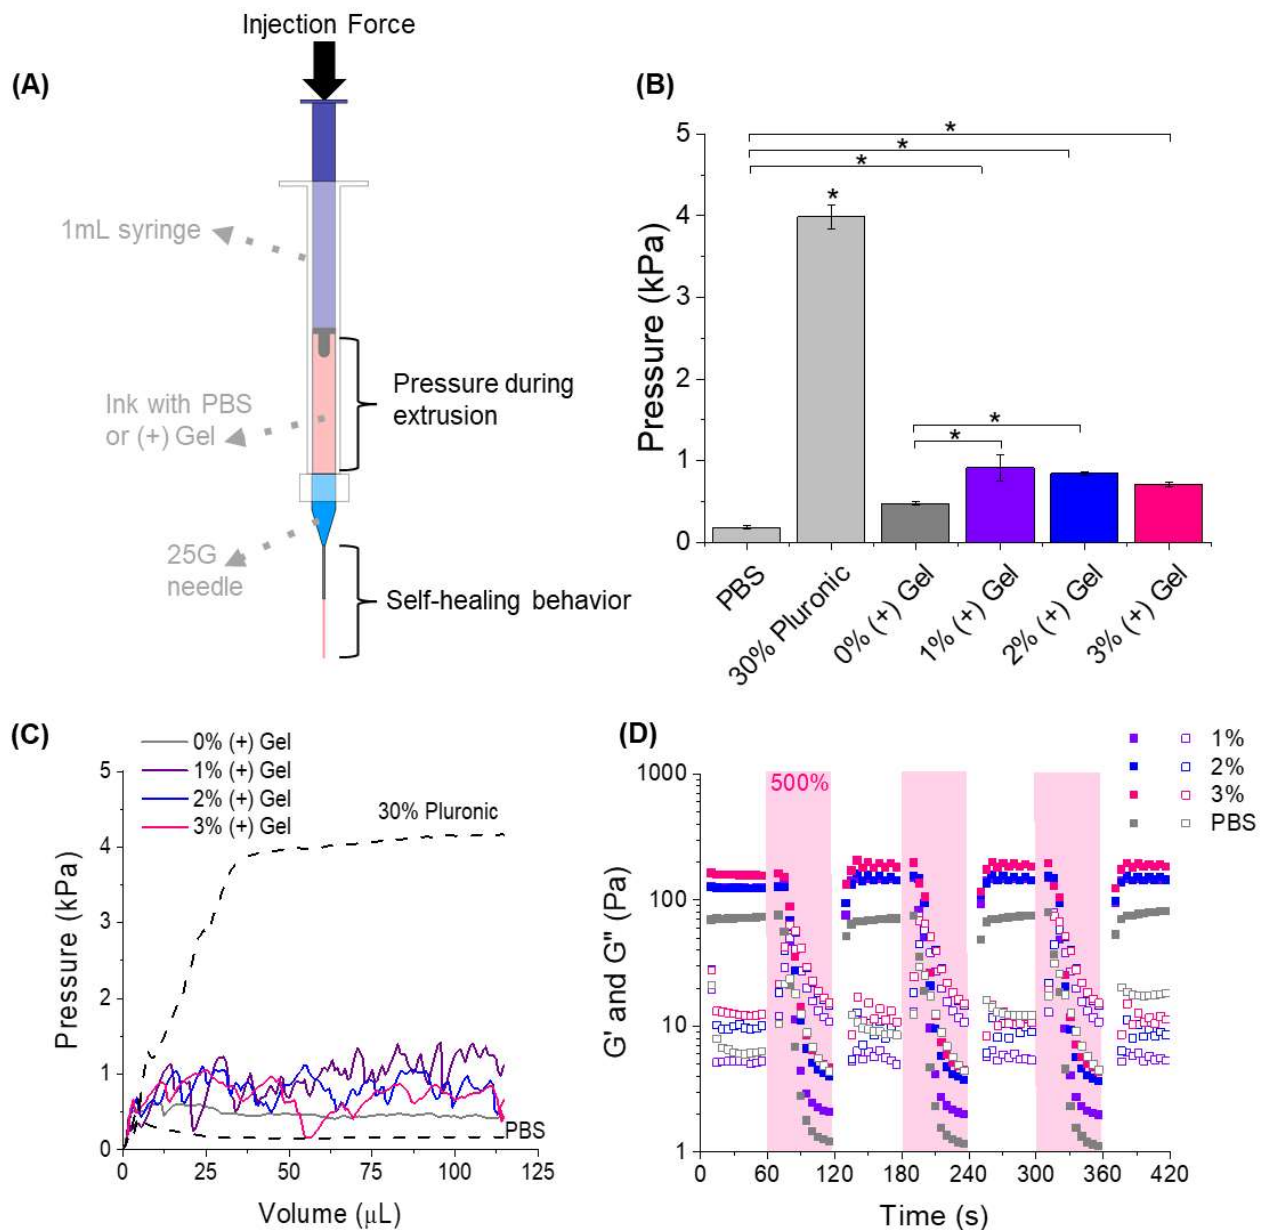 Injection Force
(A)
1mL syringe
Ink with PBS
or (+) Gel
Pressure during
extrusion
25G
needle
Self-healing behavior
(B)
Pressure (kPa)
5
4
3
2
1
0
*
*
*
*
*
*
PBS
30% Pluronic
0% (+) Gel
1% (+) Gel
2% (+) Gel
3% (+) Gel
(C)
0% (+) Gel
1% (+) Gel
2% (+) Gel
3% (+) Gel
Pressure (kPa)
5
4
3
2
1
0
30% Pluronic
PBS
0 25 50 75 100 125
Volume (µL)
(D)
1%
2%
3%
PBS
500%
G' and G" (Pa)
1000
100
10
1
0 60 120 180 240 300 360 420
Time (s)